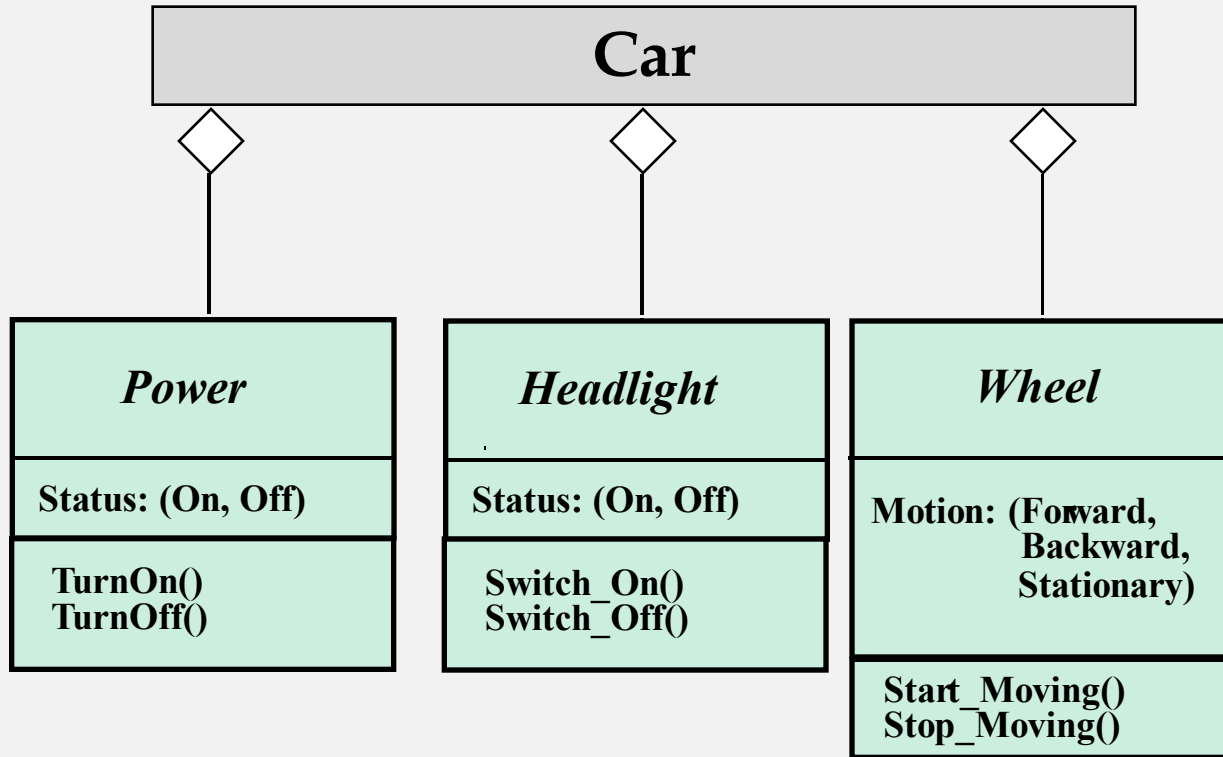 Car
Power
Status: (On, Off)
TurnOn()
TurnOff()
Headlight
Status: (On, Off)
Switch_On()
Switch_Off()
Wheel
Motion: (Forward,
Backward,
Stationary)
Start_Moving()
Stop_Moving()